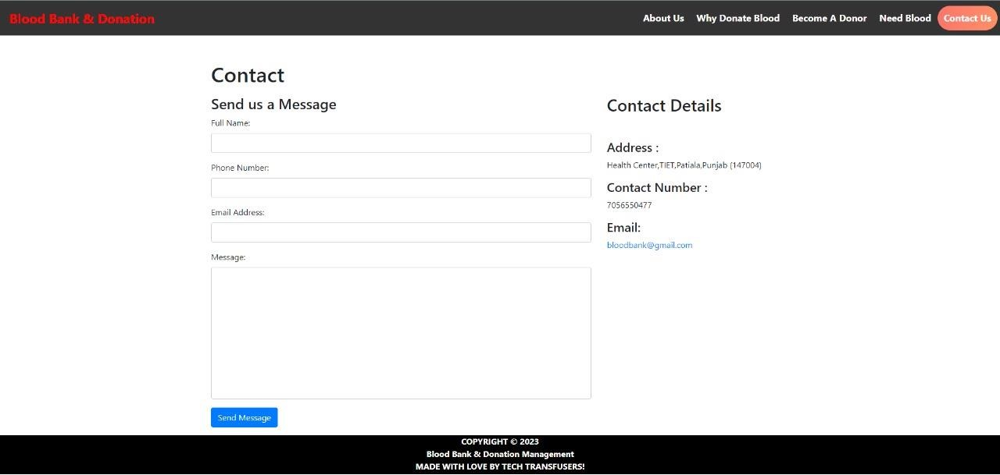 Blood Bank & Donation
About Us
Why Donate Blood
Become A Donor
Need Blood
Contact Us
Contact
Send us a Message
Full Name:
Phone Number:
Email Address:
Message:
Send Message
Contact Details
Address :
Health Center,TIET,Patiala,Punjab (147004)
Contact Number :
7056550477
Email:
bloodbank@gmail.com
COPYRIGHT © 2023
Blood Bank & Donation Management
MADE WITH LOVE BY TECH TRANSFUSERS!